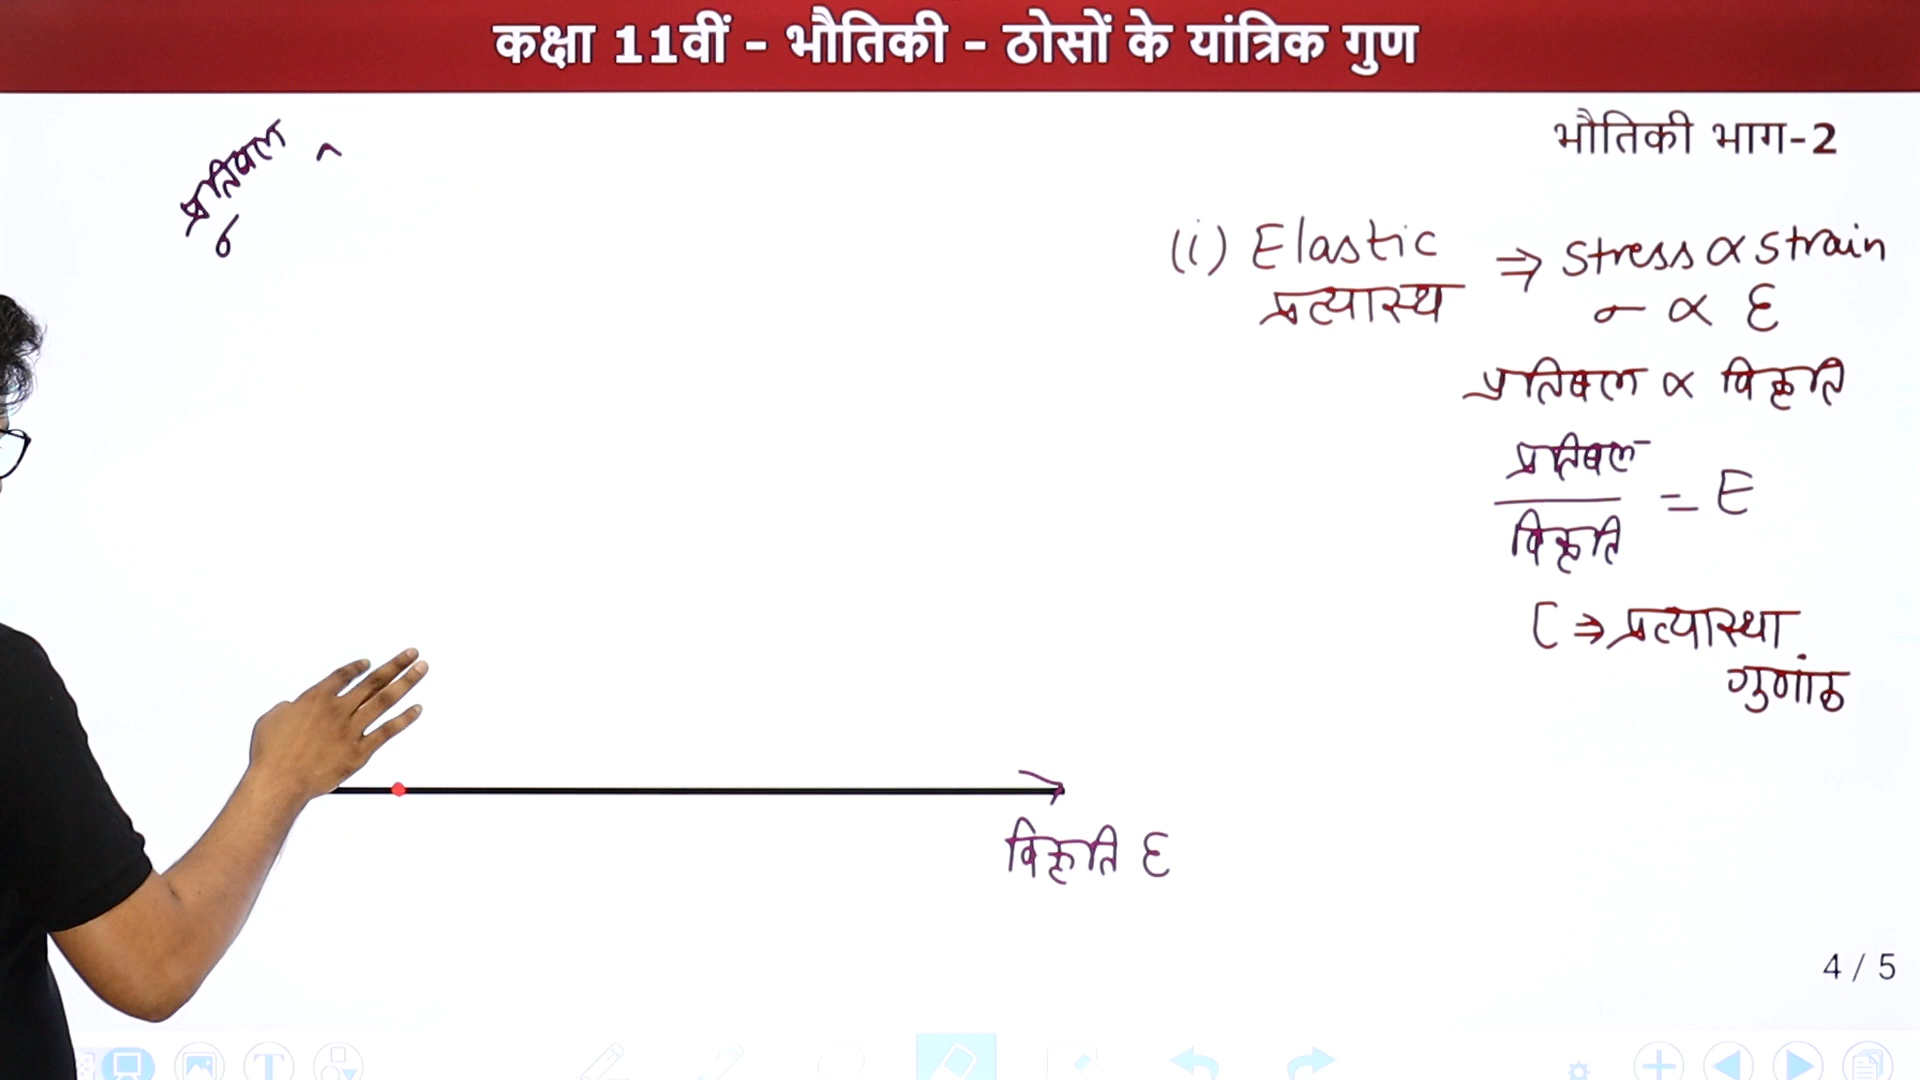 कक्षा 11वीं - भौतिकी - ठोसों के यांत्रिक गुण
भौतिकी भाग-2
प्रतिबल
σ
(i) Elastic ⇒ Stress ∝ Strain
प्रत्यास्थ σ ∝ ε
प्रतिबल ∝ विकृति
प्रतिबल
विकृति
= E
E ⇒ प्रत्यास्था
गुणांक
विकृति ε
4 / 5
T